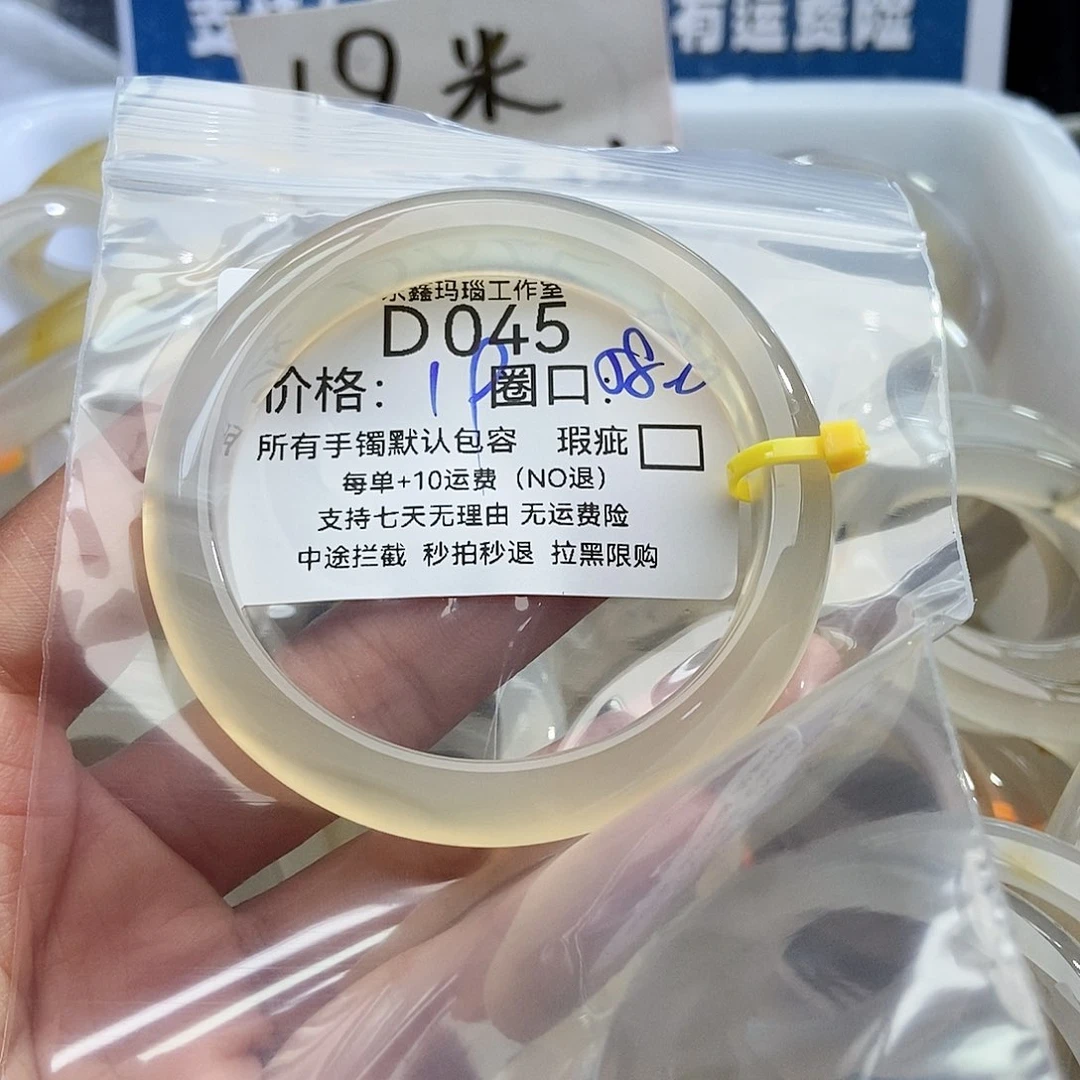 有运费险
19米
鑫玛瑙工作室
D045
价格: 圈口:
所有手镯默认包容 瑕疵
每单+10运费（NO退）
支持七天无理由 无运费险
中途拦截 秒拍秒退 拉黑限购